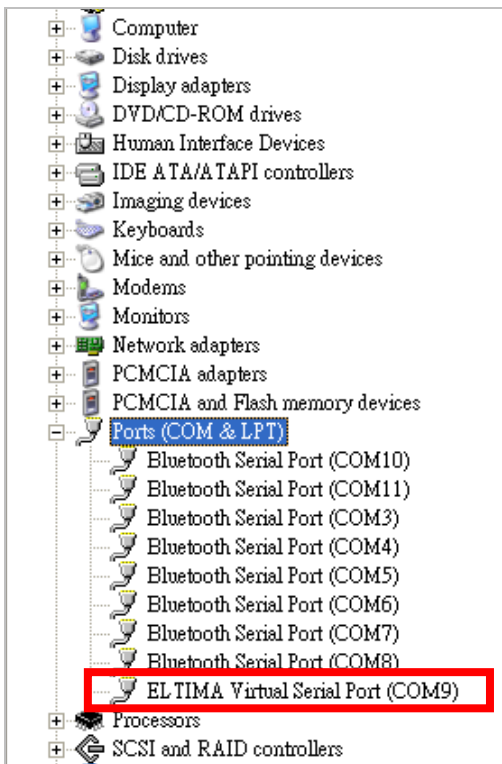 Computer
Disk drives
Display adapters
DVD/CD-ROM drives
Human Interface Devices
IDE ATA/ATAPI controllers
Imaging devices
Keyboards
Mice and other pointing devices
Modems
Monitors
Network adapters
PCMCIA adapters
PCMCIA and Flash memory devices
Ports (COM & LPT)
Bluetooth Serial Port (COM10)
Bluetooth Serial Port (COM11)
Bluetooth Serial Port (COM3)
Bluetooth Serial Port (COM4)
Bluetooth Serial Port (COM5)
Bluetooth Serial Port (COM6)
Bluetooth Serial Port (COM7)
Bluetooth Serial Port (COM8)
ELTIMA Virtual Serial Port (COM9)
Processors
SCSI and RAID controllers